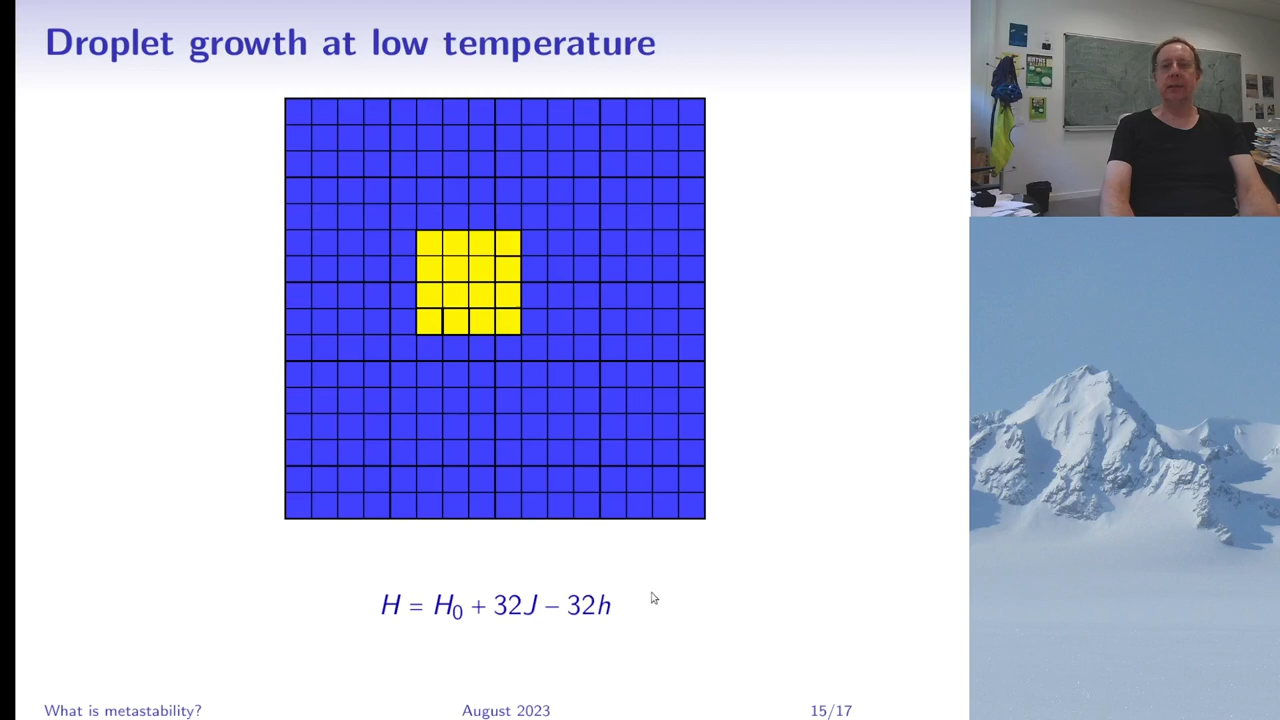 Droplet growth at low temperature
H = H₀ + 32J – 32h
What is metastability?
August 2023
15/17